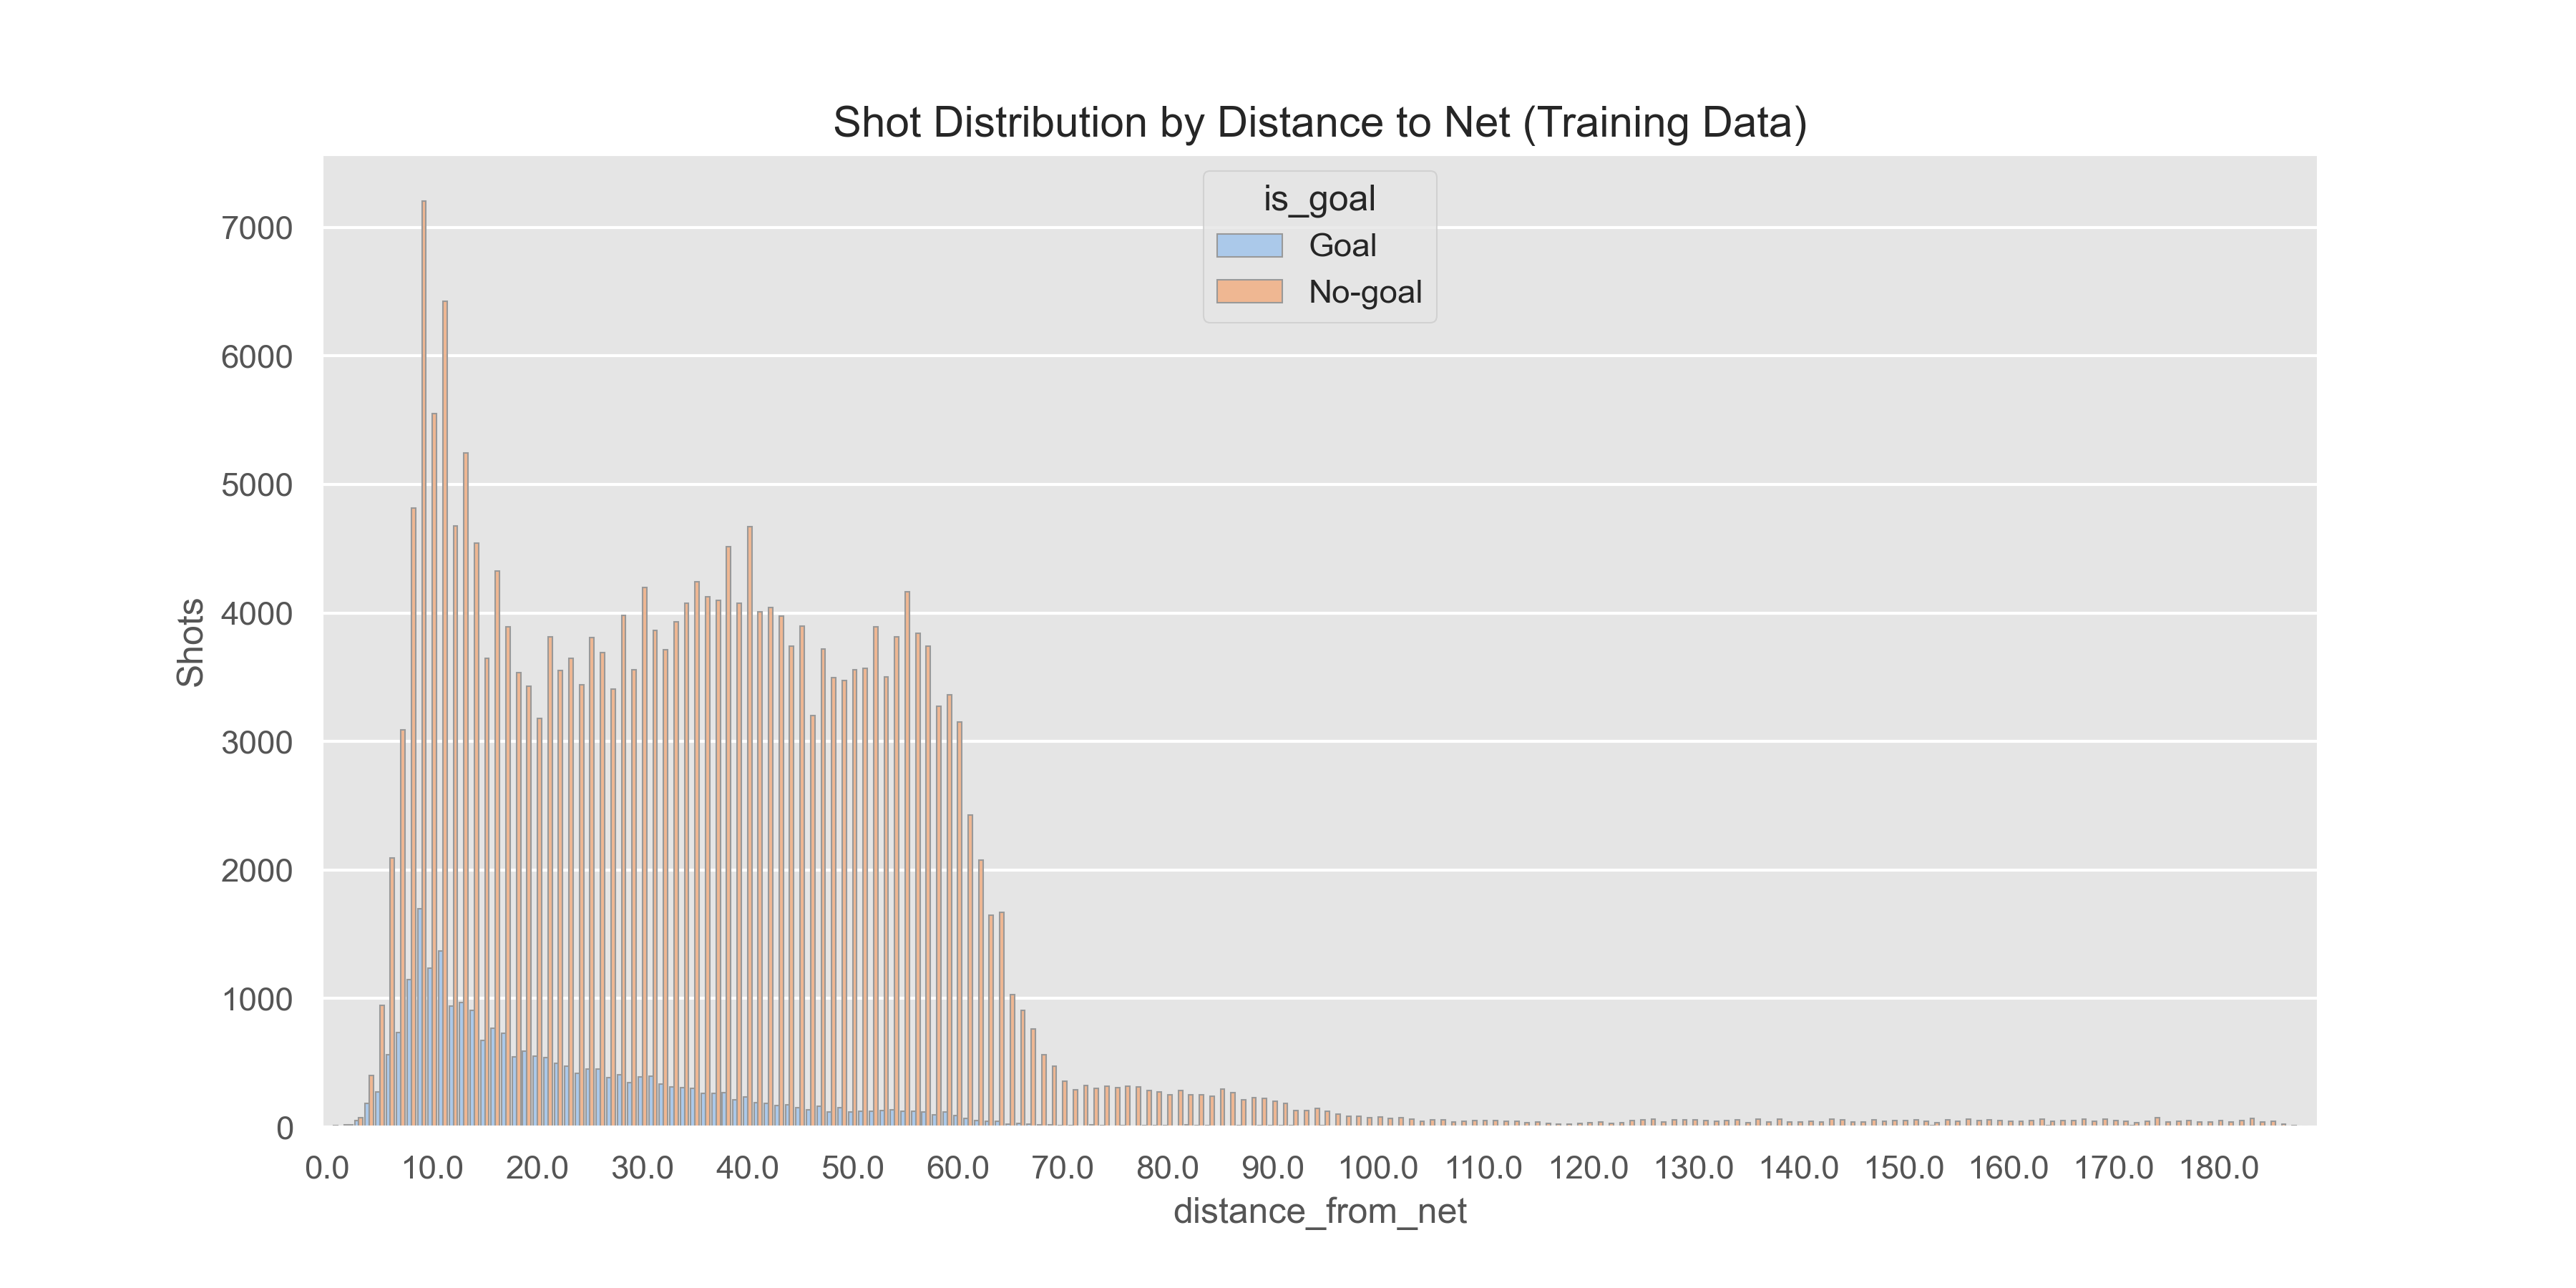 Shot Distribution by Distance to Net (Training Data)
is_goal
Goal
No-goal
7000
6000
5000
4000
3000
2000
1000
0
Shots
0.0 10.0 20.0 30.0 40.0 50.0 60.0 70.0 80.0 90.0 100.0 110.0 120.0 130.0 140.0 150.0 160.0 170.0 180.0
distance_from_net